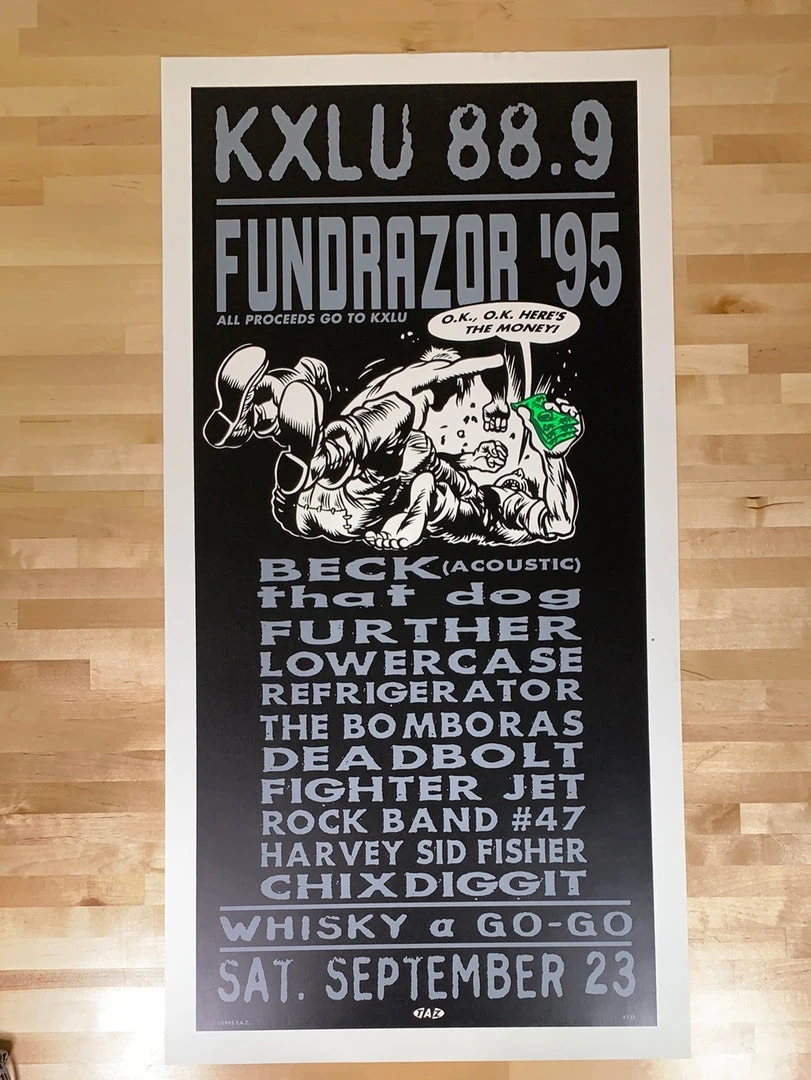 KXLU 88.9
FUNDRAZOR '95
ALL PROCEEDS GO TO KXLU
O.K., O.K. HERE'S
THE MONEY!
BECK (ACOUSTIC)
that dog
FURTHER
LOWERCASE
REFRIGERATOR
THE BOMBORAS
DEADBOLT
FIGHTER JET
ROCK BAND #47
HARVEY SID FISHER
CHIXDIGGIT
WHISKY a GO-GO
SAT. SEPTEMBER 23
TAZ
©1995 T.A.Z.